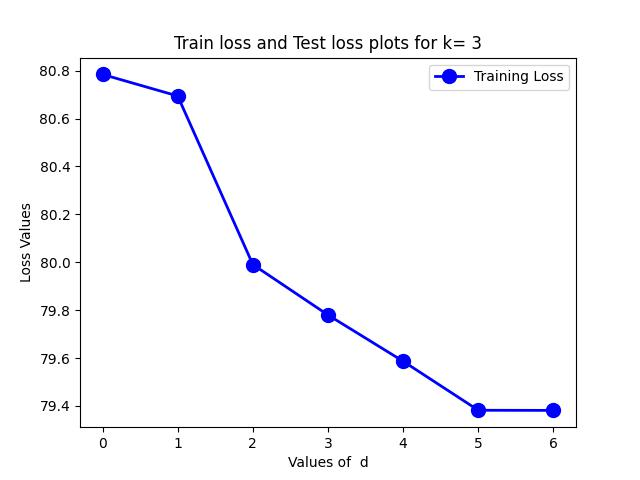 Train loss and Test loss plots for k= 3
Training Loss
80.8
80.6
80.4
80.2
80.0
79.8
79.6
79.4
Loss Values
0 1 2 3 4 5 6
Values of  d